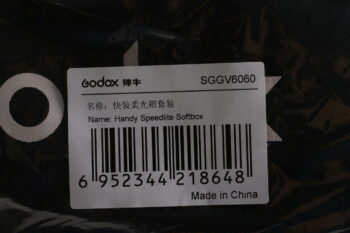 Godox 神牛 SGGV6060
名称: 快装柔光箱套装
Name: Handy Speedlite Softbox
6 952344 218648
Made in China